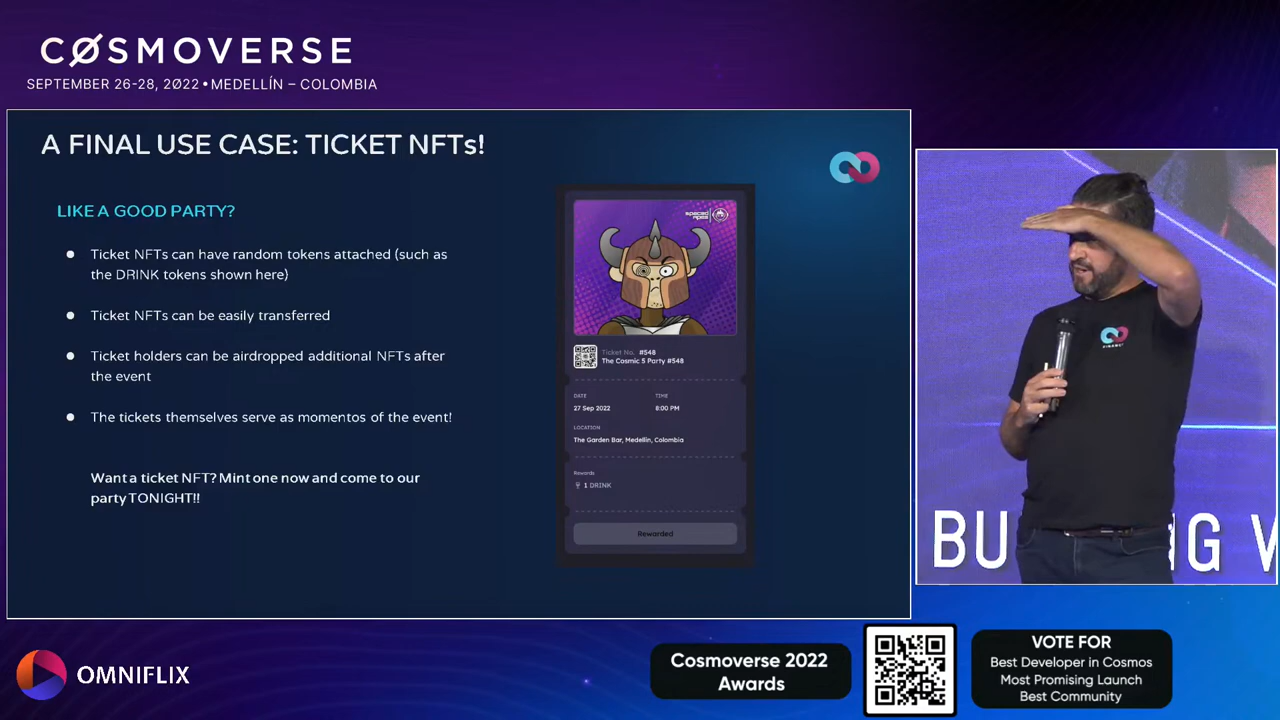 CØSMOVERSE
SEPTEMBER 26-28, 2022 • MEDELLÍN – COLOMBIA
A FINAL USE CASE: TICKET NFTs!
LIKE A GOOD PARTY?
Ticket NFTs can have random tokens attached (such as
the DRINK tokens shown here)
Ticket NFTs can be easily transferred
Ticket holders can be airdropped additional NFTs after
the event
The tickets themselves serve as momentos of the event!
Want a ticket NFT? Mint one now and come to our
party TONIGHT!!
spaced
apes
Ticket No. #548
The Cosmic 5 Party #548
DATE
TIME
27 Sep 2022
8:00 PM
LOCATION
The Garden Bar, Medellin, Colombia
Rewards
1 DRINK
Rewarded
BU
NG W
OMNIFLIX
Cosmoverse 2022
Awards
VOTE FOR
Best Developer in Cosmos
Most Promising Launch
Best Community